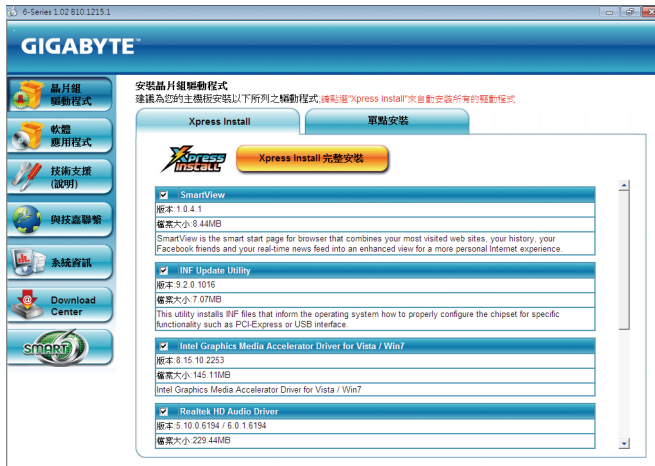 6-Series 1.02 B10.1215.1
GIGABYTE™
晶片組
驅動程式
軟體
應用程式
技術支援
(說明)
與技嘉聯繫
系統資訊
Download
Center
SMART
安裝晶片組驅動程式
建議為您的主機板安裝以下所列之驅動程式,請點選"Xpress Install"來自動安裝所有的驅動程式
Xpress Install
單點安裝
Xpress Install
Xpress Install 完整安裝
SmartView
版本:1.0.4.1
檔案大小:8.44MB
SmartView is the smart start page for browser that combines your most visited web sites, your history, your
Facebook friends and your real-time news feed into an enhanced view for a more personal Internet experience.
INF Update Utility
版本:9.2.0.1016
檔案大小:7.07MB
This utility installs INF files that inform the operating system how to properly configure the chipset for specific
functionality such as PCI-Express or USB interface.
Intel Graphics Media Accelerator Driver for Vista / Win7
版本:8.15.10.2253
檔案大小:145.11MB
Intel Graphics Media Accelerator Driver for Vista / Win7
Realtek HD Audio Driver
版本:5.10.0.6194 / 6.0.1.6194
檔案大小:229.44MB